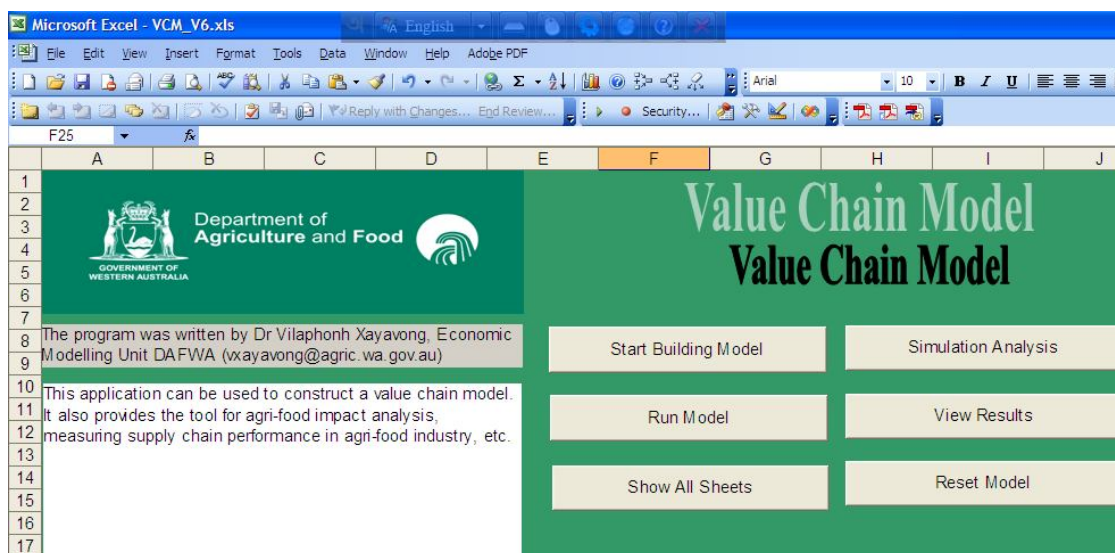 Microsoft Excel - VCM_V6.xls
English
File Edit View Insert Format Tools Data Window Help Adobe PDF
Arial 10 B I U
Reply with Changes... End Review... Security...
F25 fx
A B C D E F G H I J
1
2
3
4
5
6
7
8
9
10
11
12
13
14
15
16
17
GOVERNMENT OF
WESTERN AUSTRALIA
Department of
Agriculture and Food
Value Chain Model
Value Chain Model
The program was written by Dr Vilaphonh Xayavong, Economic
Modelling Unit DAFWA (vxayavong@agric.wa.gov.au)
This application can be used to construct a value chain model.
It also provides the tool for agri-food impact analysis,
measuring supply chain performance in agri-food industry, etc.
Start Building Model
Simulation Analysis
Run Model
View Results
Show All Sheets
Reset Model